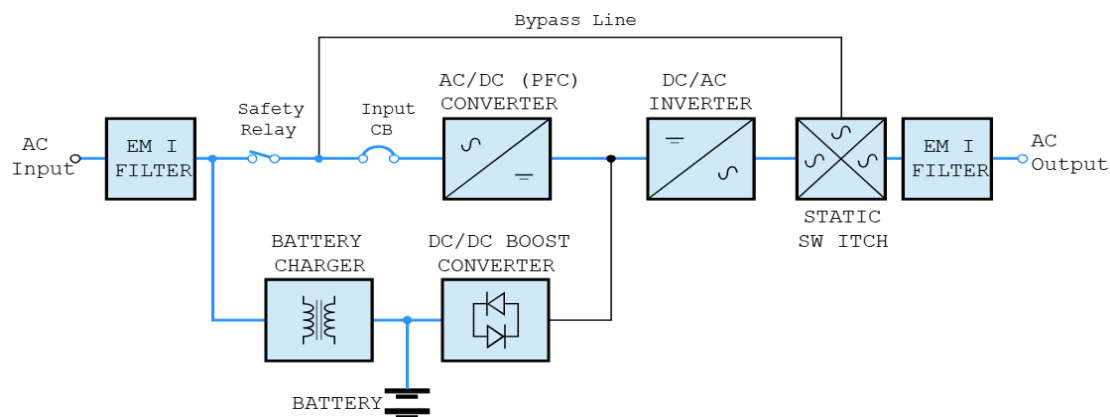 Bypass Line
AC/DC (PFC)
CONVERTER
DC/AC
INVERTER
Safety
Relay
Input
CB
AC
Input
EM I
FILTER
EM I
FILTER
AC
Output
STATIC
SW ITCH
BATTERY
CHARGER
DC/DC BOOST
CONVERTER
BATTERY